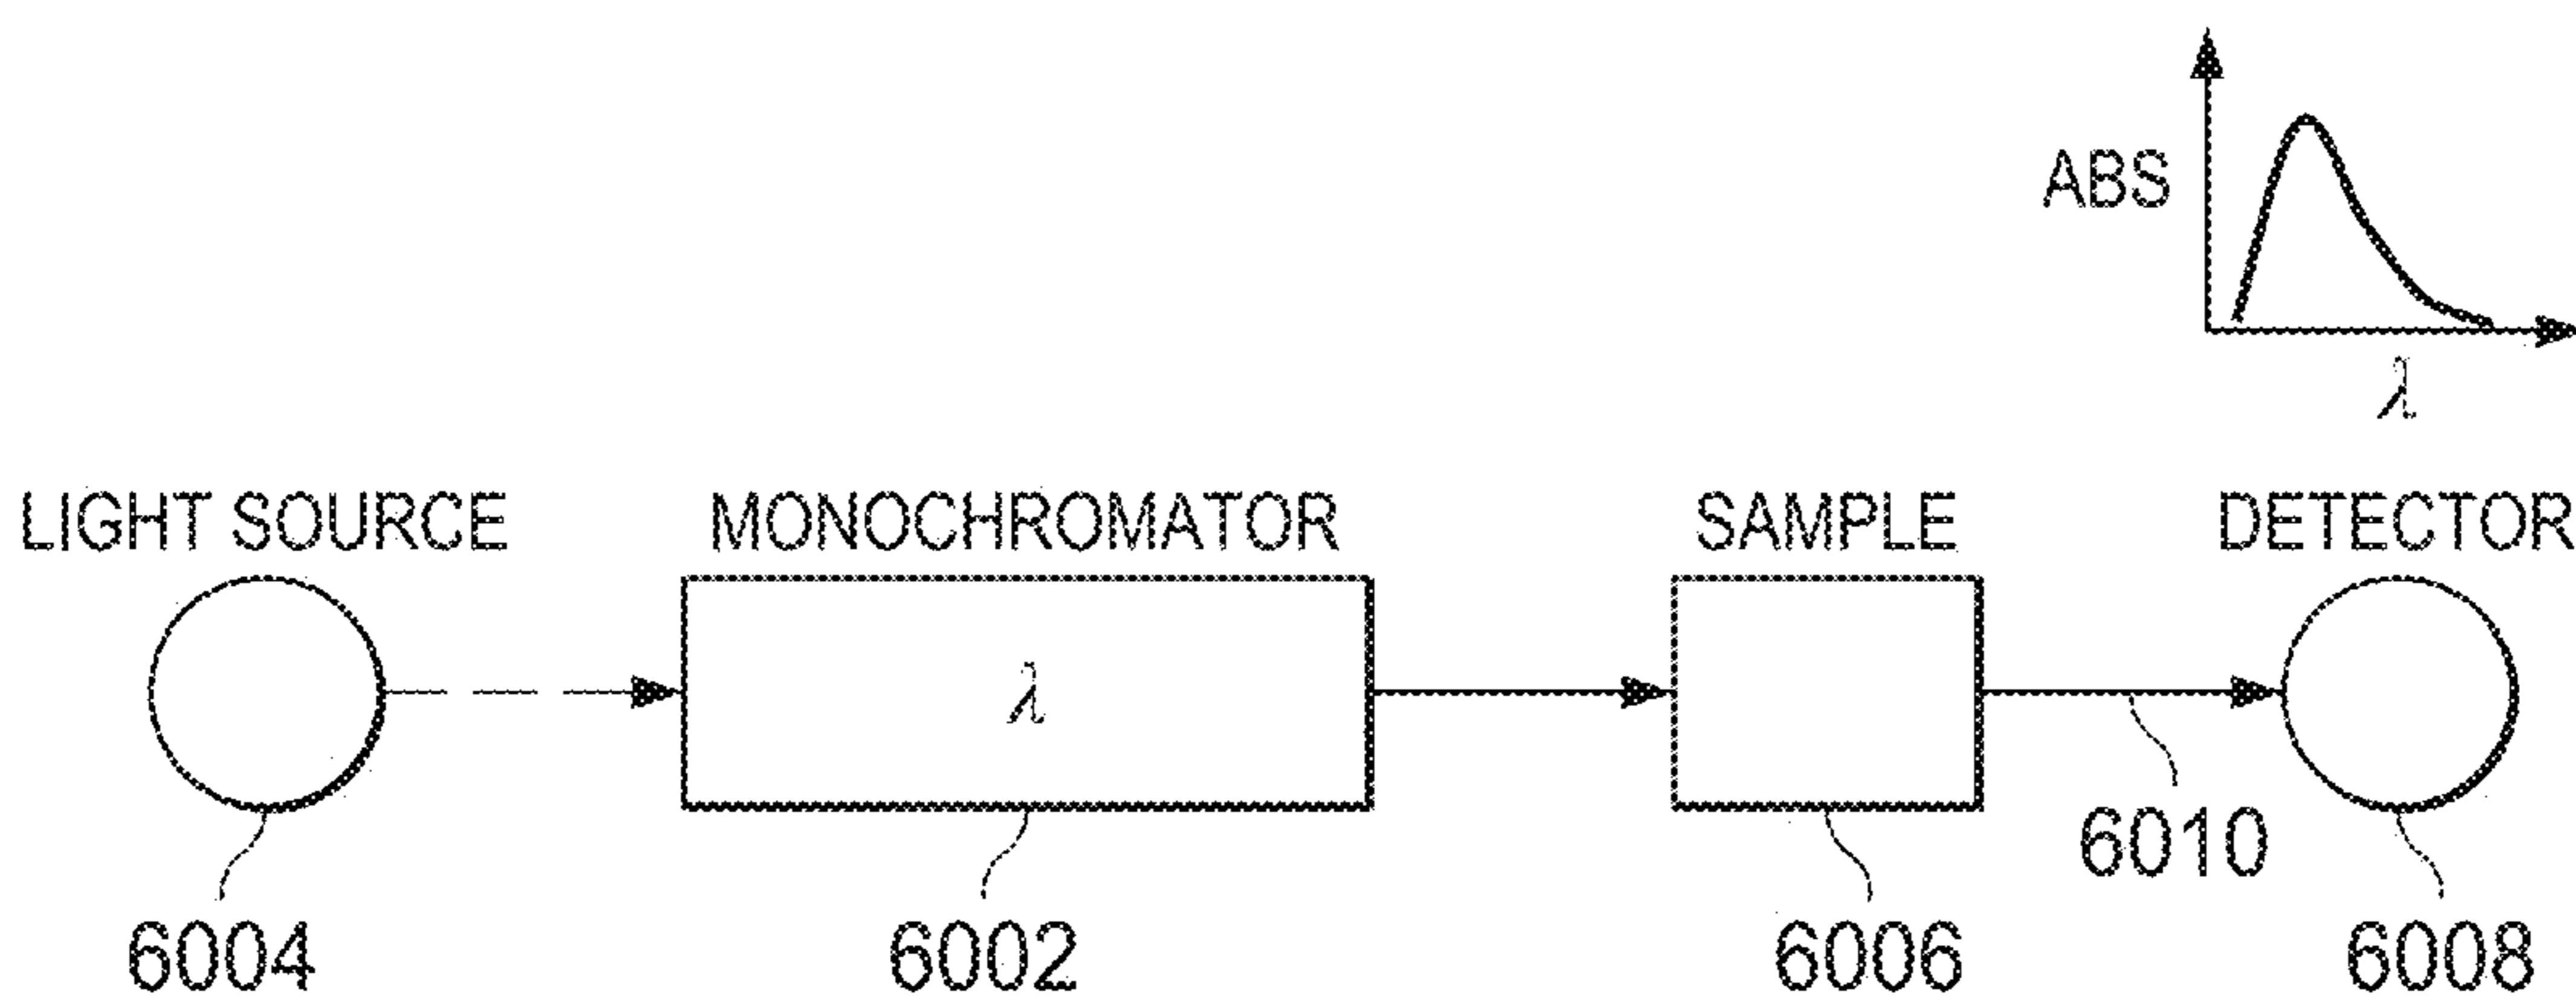 ABS
λ
LIGHT SOURCE
MONOCHROMATOR
SAMPLE
DETECTOR
λ
6010
6004
6002
6006
6008